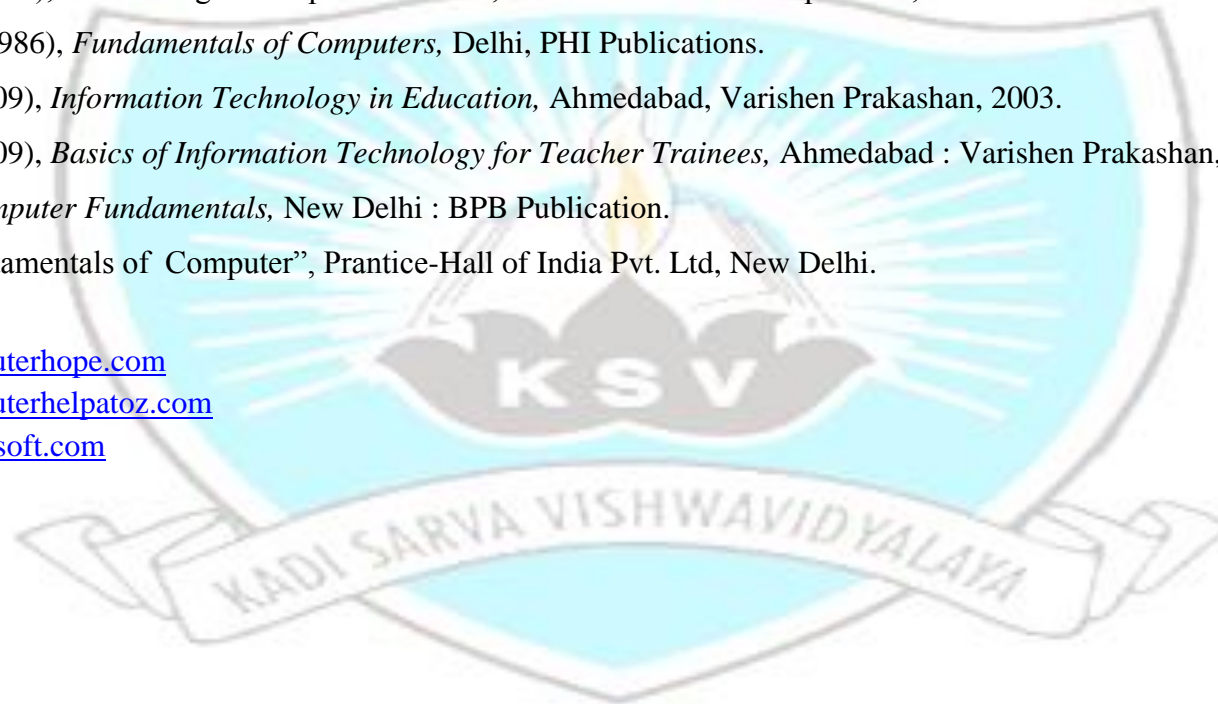 986), Fundamentals of Computers, Delhi, PHI Publications.
09), Information Technology in Education, Ahmedabad, Varishen Prakashan, 2003.
09), Basics of Information Technology for Teacher Trainees, Ahmedabad : Varishen Prakashan,
nputer Fundamentals, New Delhi : BPB Publication.
lamentals of Computer”, Prantice-Hall of India Pvt. Ltd, New Delhi.
uterhope.com
uterhelpatoz.com
soft.com
KSV
KADI SARVA VISHWAVIDYALAYA